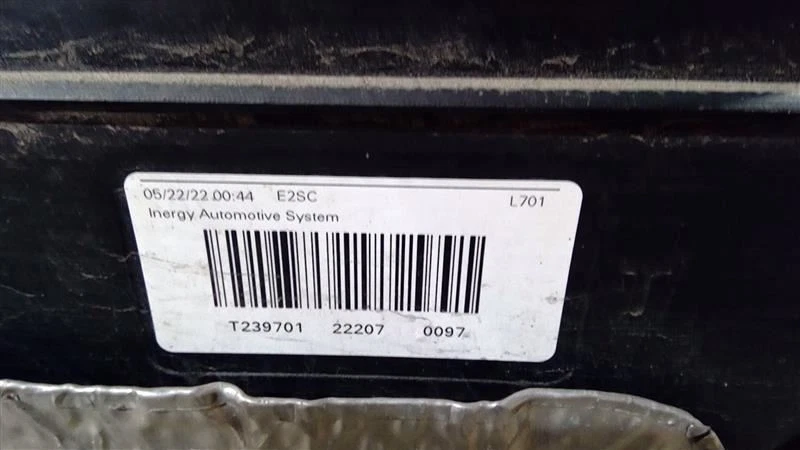 05/22/22 00:44 E2SC L701
Inergy Automotive System
T239701 22207 0097